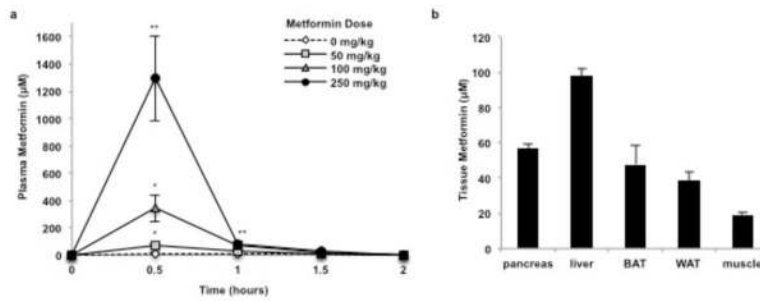 a
Metformin Dose
0 mg/kg
50 mg/kg
100 mg/kg
250 mg/kg
Plasma Metformin (µM)
1600
1400
1200
1000
800
600
400
200
0
**
*
*
**
0
0.5
1
1.5
2
Time (hours)
b
Tissue Metformin (µM)
120
100
80
60
40
20
0
pancreas
liver
BAT
WAT
muscle